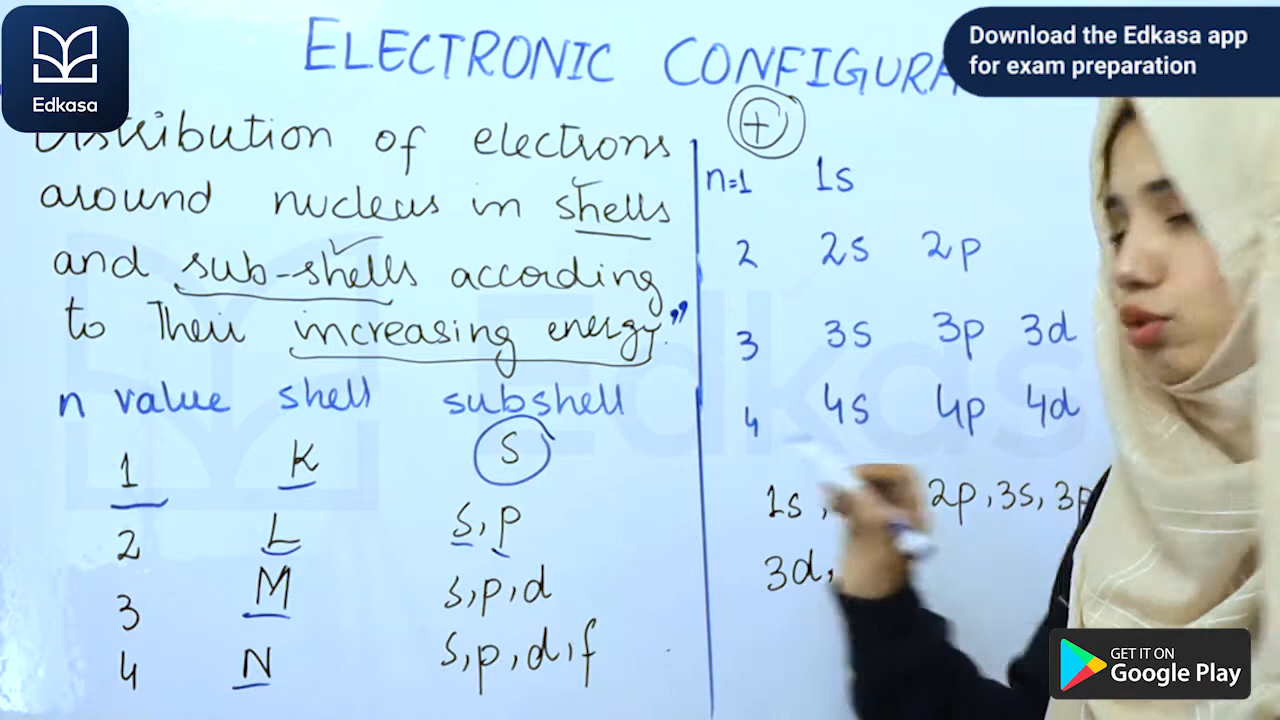 Edkasa
Download the Edkasa app
for exam preparation
ELECTRONIC
Distribution of electrons
around nucleus in shells
and sub-shells according
to Their increasing energy."
n value shell subshell
1 K s
2 L s, p
3 M s, p, d
4 N s, p, d, f
+
n=1 1s
2 2s 2p
3 3s 3p 3d
4 4s 4p 4d
1s, 2p, 3s, 3p
3d,
GET IT ON
Google Play